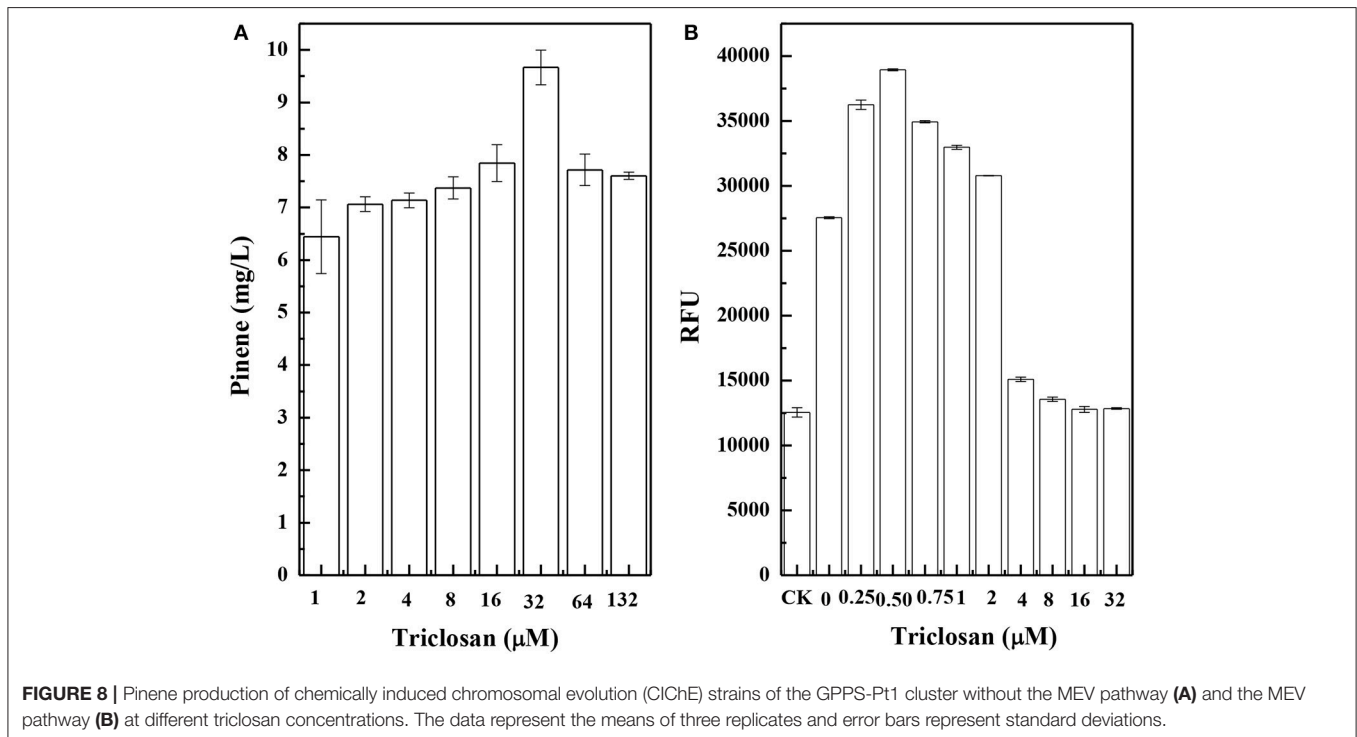 A
Pinene (mg/L)
10
9
8
7
6
5
4
3
2
1
0
1 2 4 8 16 32 64 132
Triclosan (μM)
B
RFU
40000
35000
30000
25000
20000
15000
10000
5000
0
CK 0 0.25 0.50 0.75 1 2 4 8 16 32
Triclosan (μM)
FIGURE 8 | Pinene production of chemically induced chromosomal evolution (CIChE) strains of the GPPS-Pt1 cluster without the MEV pathway (A) and the MEV
pathway (B) at different triclosan concentrations. The data represent the means of three replicates and error bars represent standard deviations.